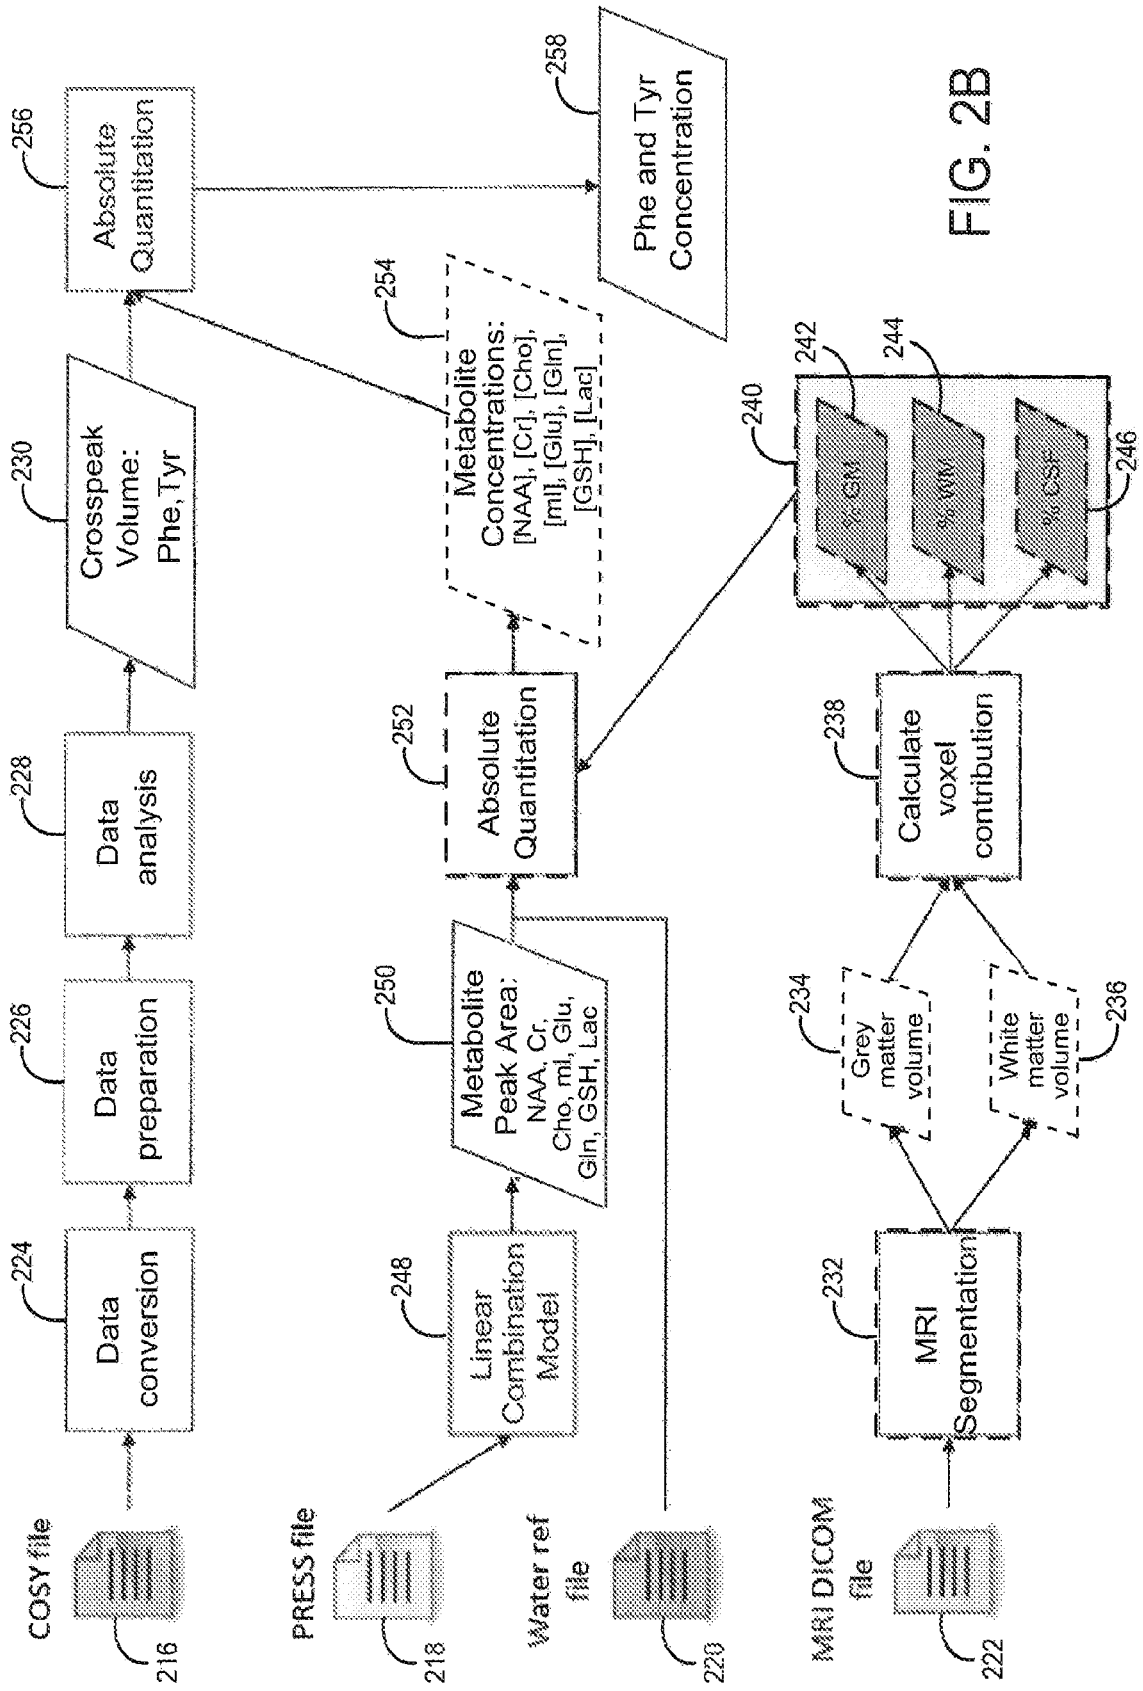 COSY file
216
224
Data
conversion
226
Data
preparation
228
Data
analysis
230
Crosspeak
Volume:
Phe,Tyr
256
Absolute
Quantitation
PRESS file
218
248
Linear
Combination
Model
250
Metabolite
Peak Area:
NAA, Cr,
Cho, mI, Glu,
Gln, GSH, Lac
252
Absolute
Quantitation
254
Metabolite
Concentrations:
[NAA], [Cr], [Cho],
[mI], [Glu], [Gln],
[GSH], [Lac]
258
Phe and Tyr
Concentration
Water ref
file
220
MRI DICOM
file
222
232
MRI
Segmentation
234
Grey
matter
volume
White
matter
volume
236
238
Calculate
voxel
contribution
240
242
% GM
244
% WM
% CSF
246
FIG. 2B